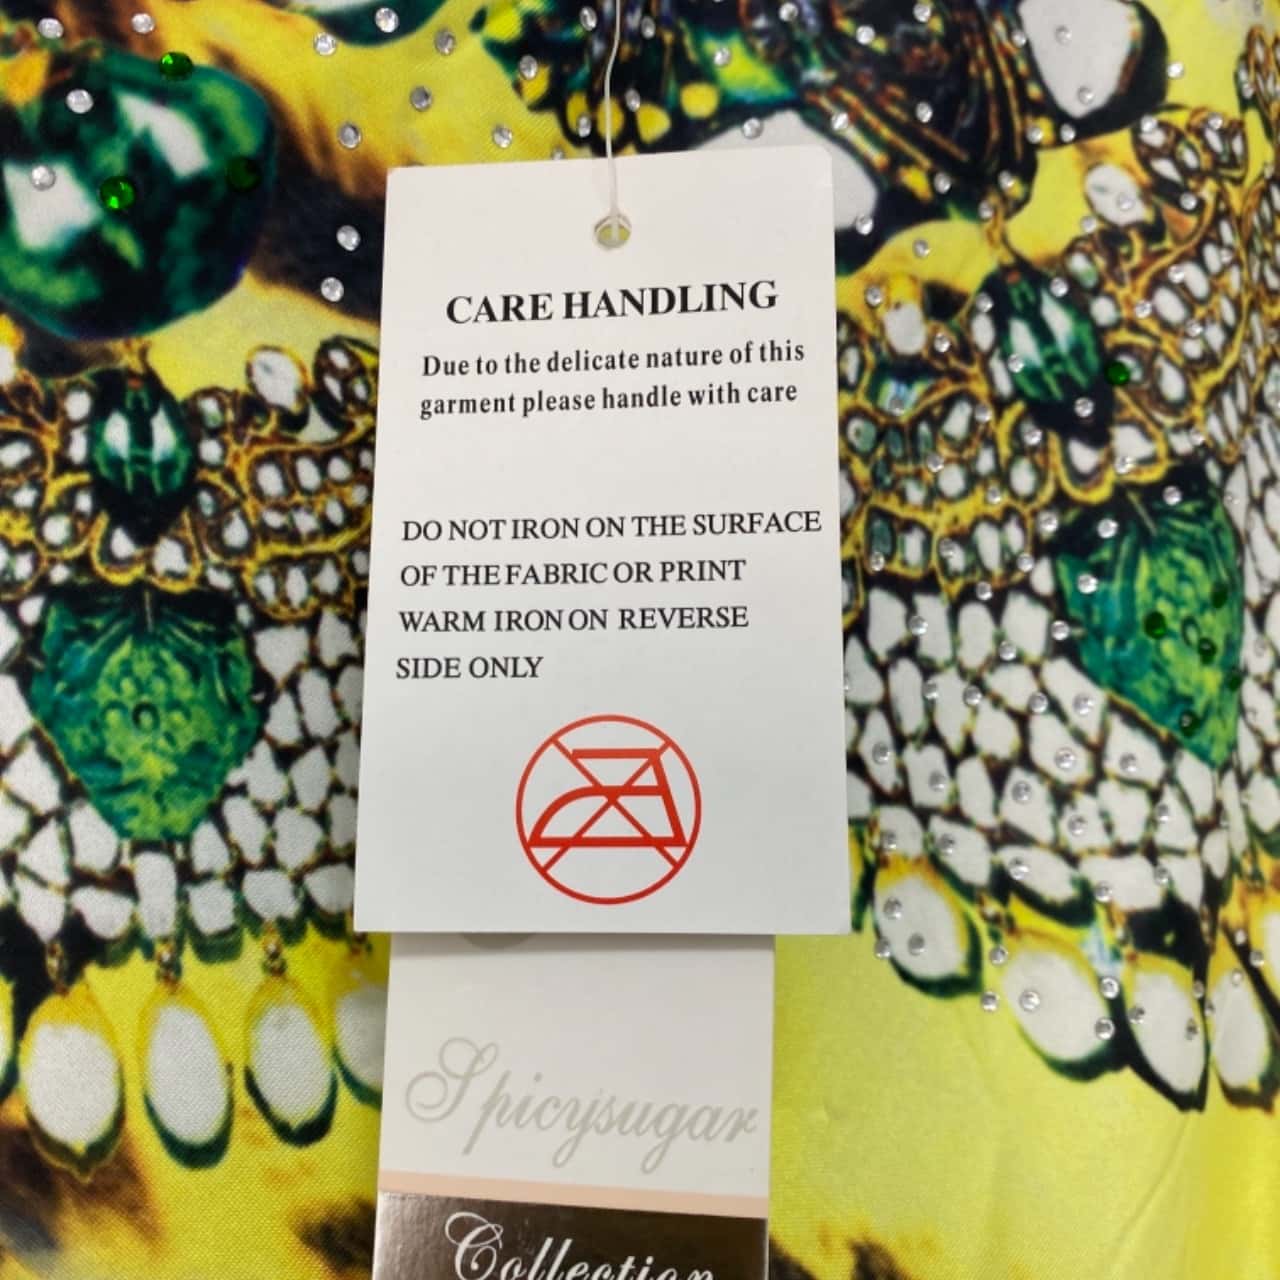 CARE HANDLING
Due to the delicate nature of this
garment please handle with care
DO NOT IRON ON THE SURFACE
OF THE FABRIC OR PRINT
WARM IRON ON REVERSE
SIDE ONLY
Spicysugar
Collection